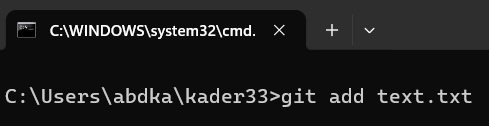 C:\WINDOWS\system32\cmd.
C:\Users\abdka\kader33>git add text.txt